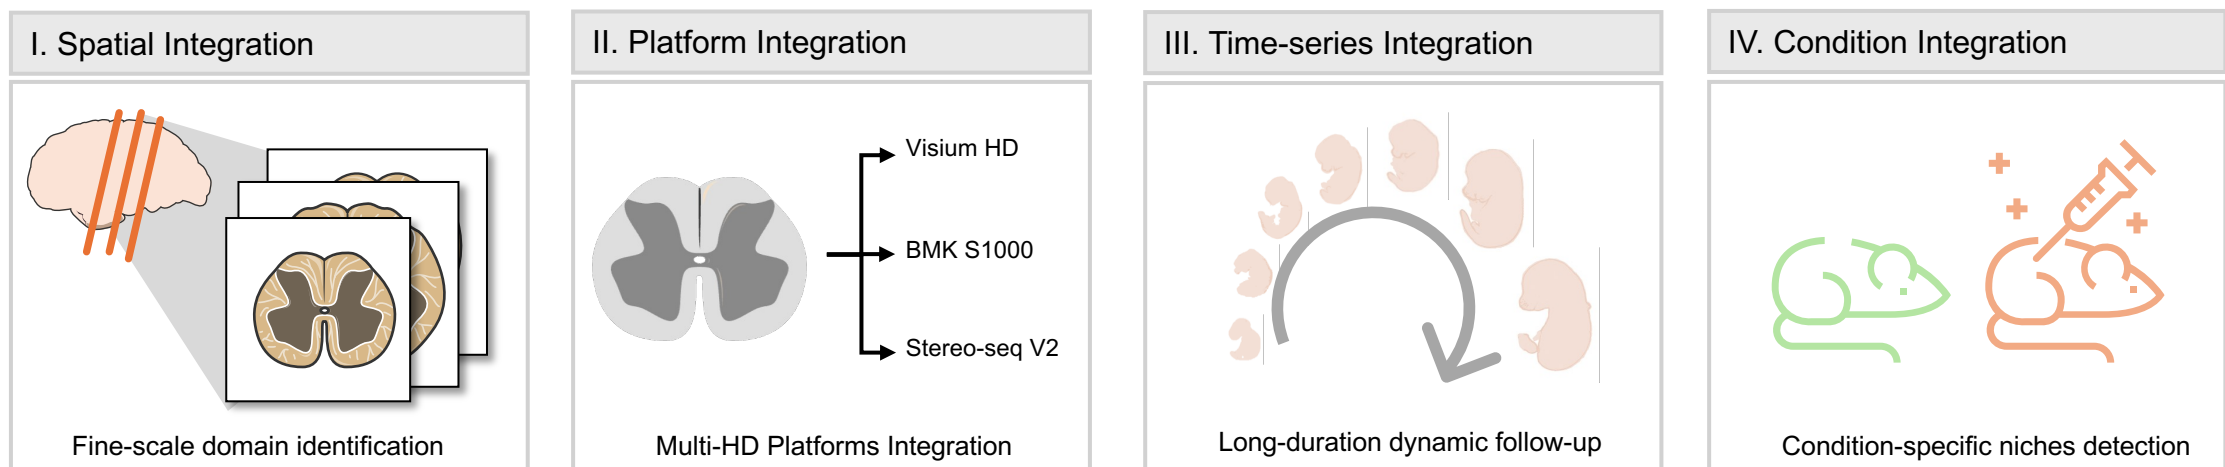 I. Spatial Integration
Fine-scale domain identification
II. Platform Integration
Visium HD
BMK S1000
Stereo-seq V2
Multi-HD Platforms Integration
III. Time-series Integration
Long-duration dynamic follow-up
IV. Condition Integration
Condition-specific niches detection